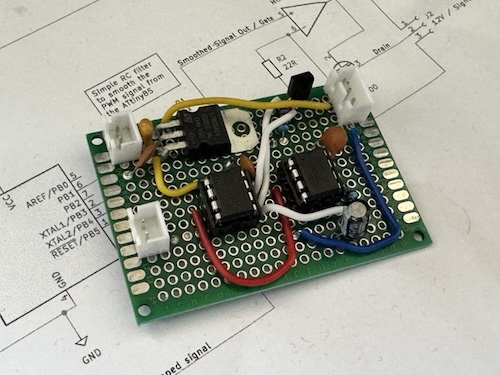 Smoothed-Signal Out / Gate
R2
22R
Drain
J2
12V / Signa
Simple RC filter
to smooth the
PWM signal from
the ATtiny85
VCC
AREF/PB0
PB1
PB2
XTAL1/PB3
XTAL2/PB4
RESET/PB5
5
6
7
2
3
1
GND
4
GND
ped signal